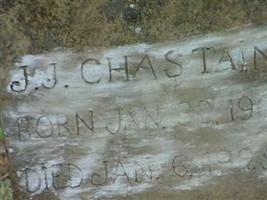 J.J. CHASTAIN
BORN JAN.
DIED JAN. 6,